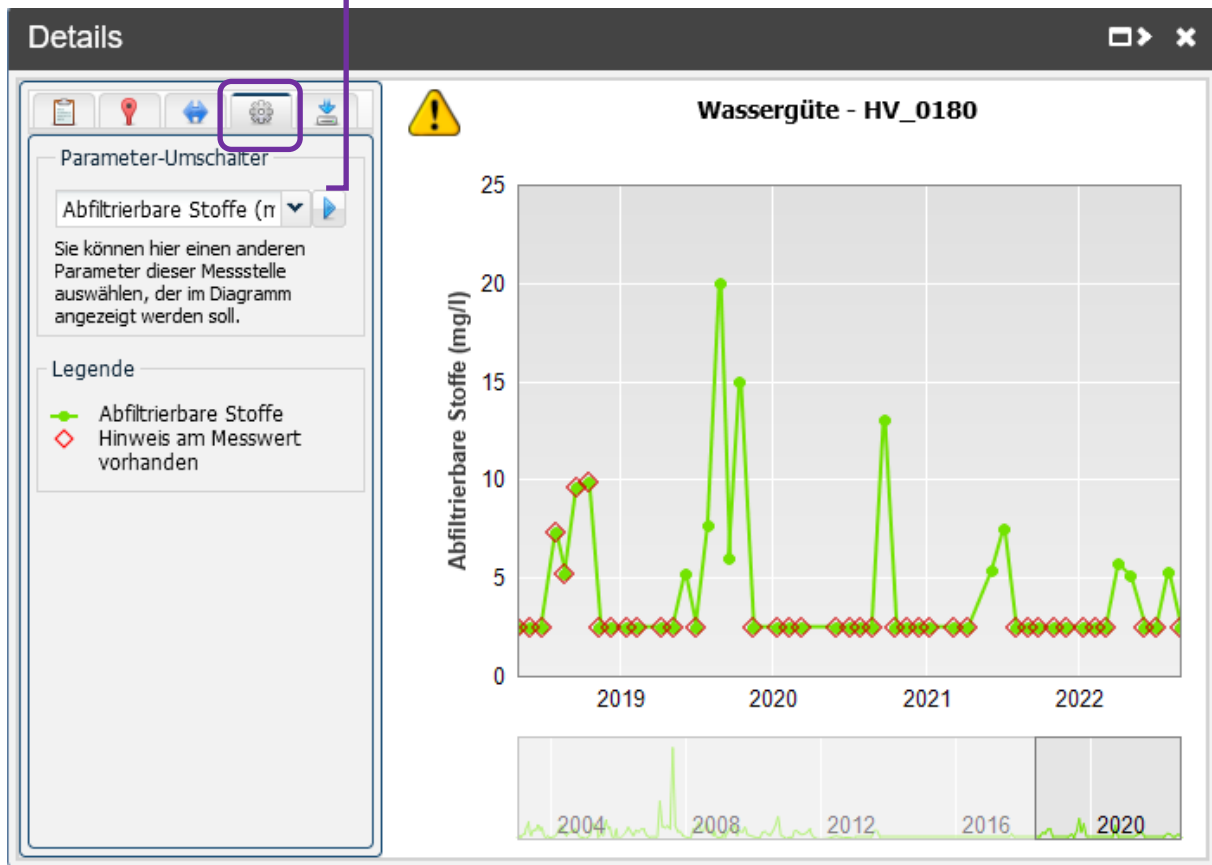 Details
Parameter-Umschalter
Abfiltrierbare Stoffe (m
Sie können hier einen anderen
Parameter dieser Messstelle
auswählen, der im Diagramm
angezeigt werden soll.
Legende
Abfiltrierbare Stoffe
Hinweis am Messwert
vorhanden
Wassergüte - HV_0180
Abfiltrierbare Stoffe (mg/l)
25
20
15
10
5
0
2019 2020 2021 2022
2004 2008 2012 2016 2020